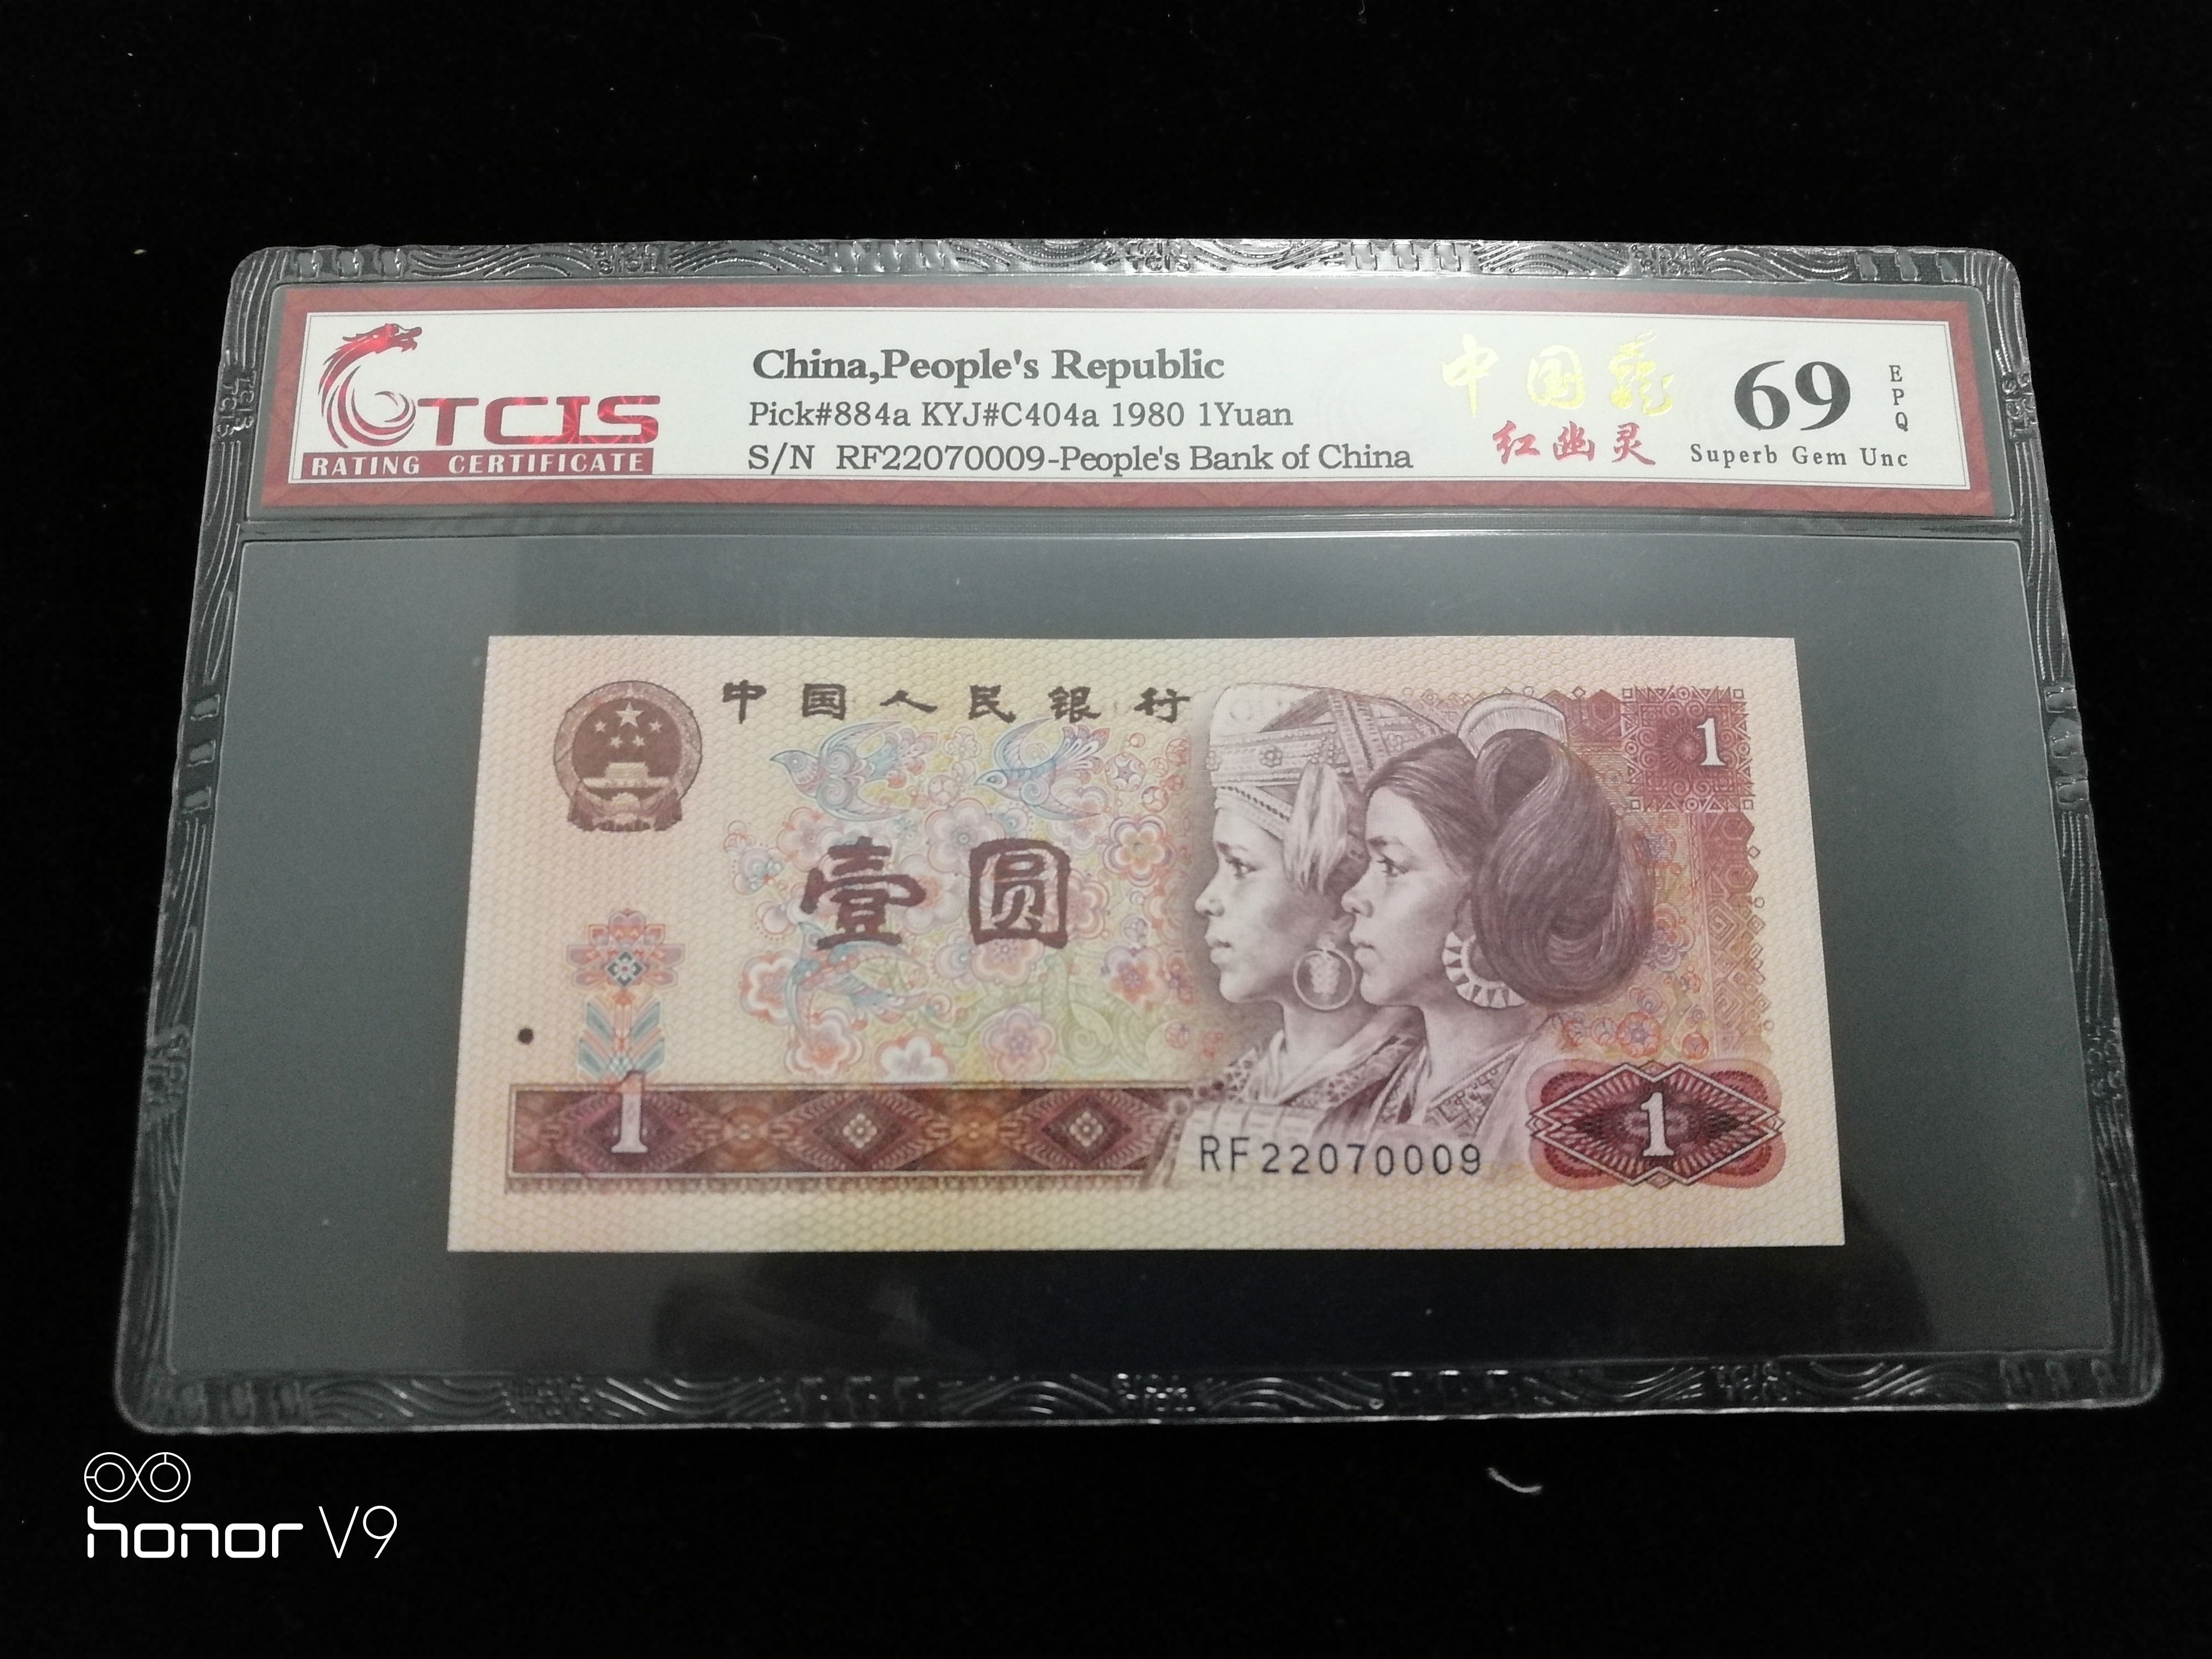 TCIS
RATING CERTIFICATE
China,People's Republic
Pick#884a KYJ#C404a 1980 1Yuan
S/N RF22070009-People's Bank of China
中国龍
红幽灵
69
EPQ
Superb Gem Unc
中国人民银行
1
壹圆
1
RF22070009
1
honor V9